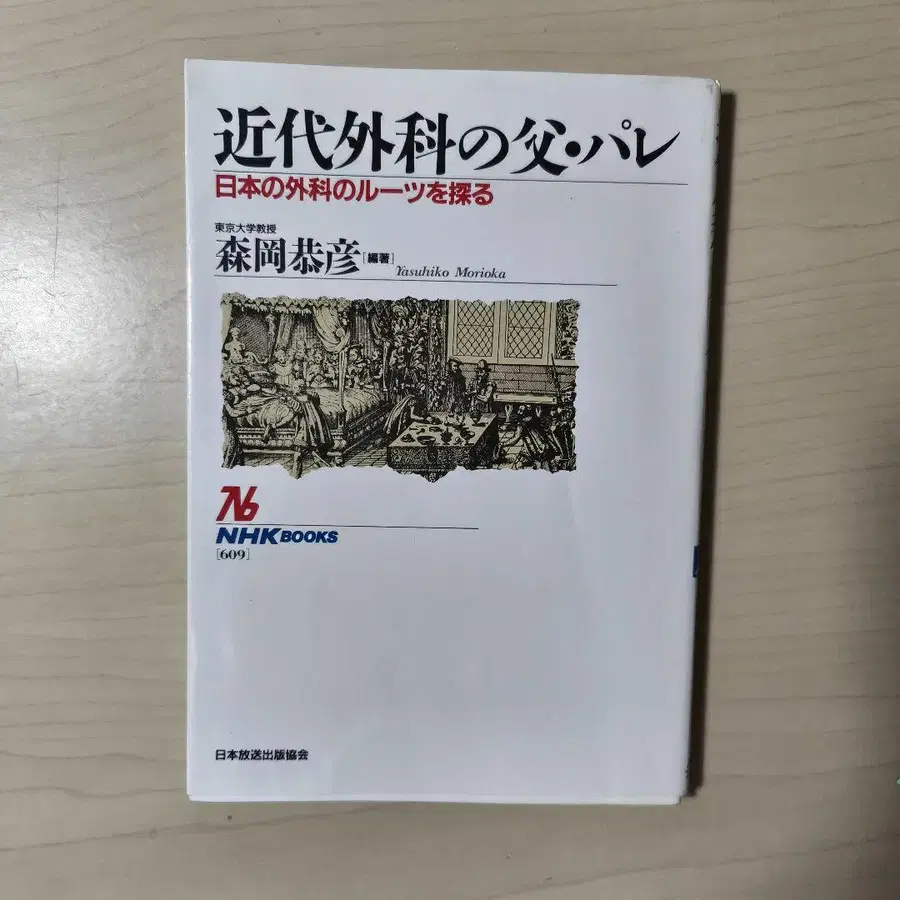 近代外科の父・パレ
日本の外科のルーツを探る
東京大学教授
森岡恭彦[編著] Yasuhiko Morioka
NHK BOOKS
[609]
日本放送出版協会